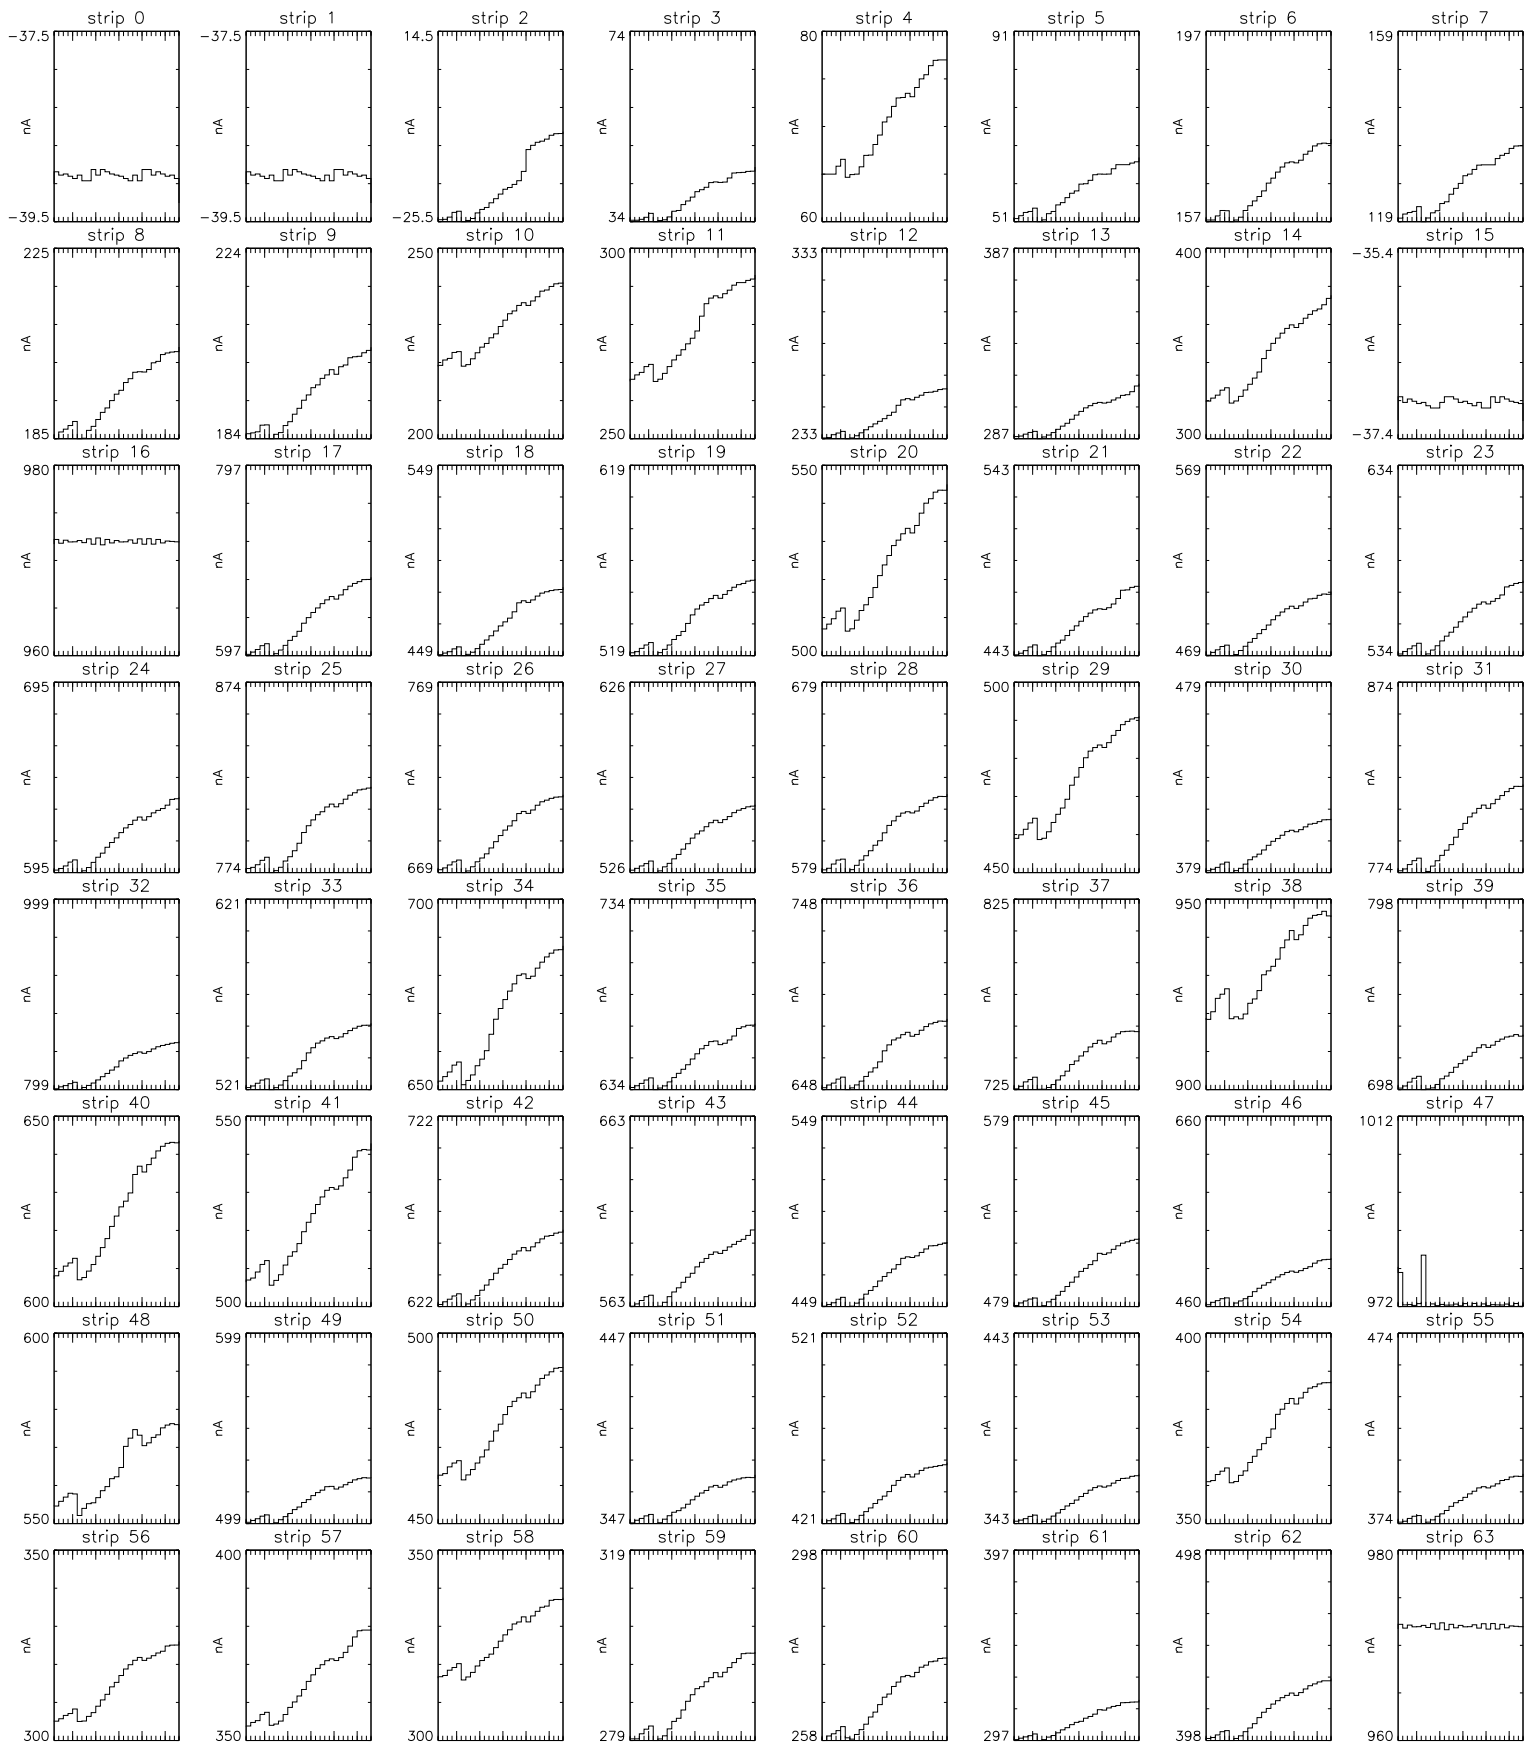 strip 0 strip 1 strip 2 strip 3 strip 4 strip 5 strip 6 strip 7
-37.5 -37.5 14.5 74 80 91 197 159
nA nA nA nA nA nA nA nA
-39.5 -39.5 -25.5 34 60 51 157 119
strip 8 strip 9 strip 10 strip 11 strip 12 strip 13 strip 14 strip 15
225 224 250 300 333 387 400 -35.4
nA nA nA nA nA nA nA nA
185 184 200 250 233 287 300 -37.4
strip 16 strip 17 strip 18 strip 19 strip 20 strip 21 strip 22 strip 23
980 797 549 619 550 543 569 634
nA nA nA nA nA nA nA nA
960 597 449 519 500 443 469 534
strip 24 strip 25 strip 26 strip 27 strip 28 strip 29 strip 30 strip 31
695 874 769 626 679 500 479 874
nA nA nA nA nA nA nA nA
595 774 669 526 579 450 379 774
strip 32 strip 33 strip 34 strip 35 strip 36 strip 37 strip 38 strip 39
999 621 700 734 748 825 950 798
nA nA nA nA nA nA nA nA
799 521 650 634 648 725 900 698
strip 40 strip 41 strip 42 strip 43 strip 44 strip 45 strip 46 strip 47
650 550 722 663 549 579 660 1012
nA nA nA nA nA nA nA nA
600 500 622 563 449 479 460 972
strip 48 strip 49 strip 50 strip 51 strip 52 strip 53 strip 54 strip 55
600 599 500 447 521 443 400 474
nA nA nA nA nA nA nA nA
550 499 450 347 421 343 350 374
strip 56 strip 57 strip 58 strip 59 strip 60 strip 61 strip 62 strip 63
350 400 350 319 298 397 498 980
nA nA nA nA nA nA nA nA
300 350 300 279 258 297 398 960